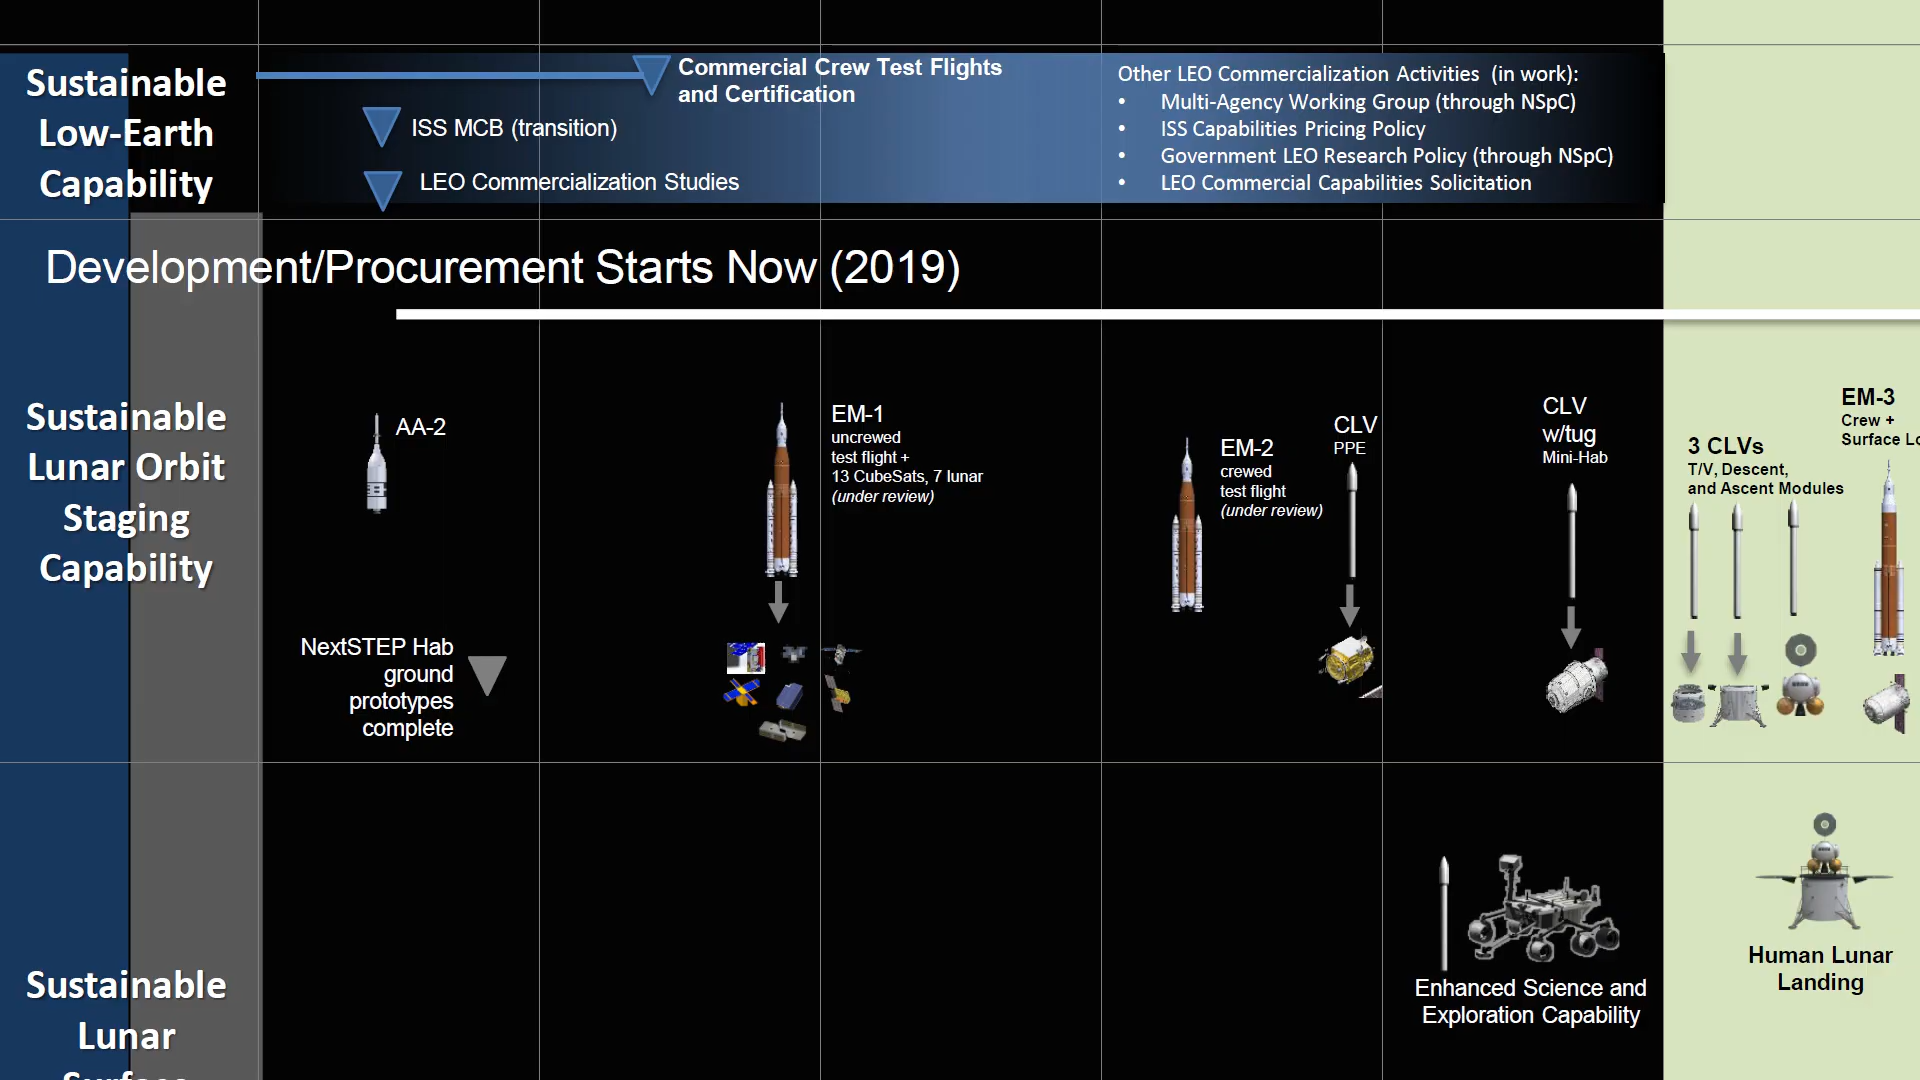 Sustainable
Low-Earth
Capability
Commercial Crew Test Flights
and Certification
ISS MCB (transition)
LEO Commercialization Studies
Other LEO Commercialization Activities (in work):
• Multi-Agency Working Group (through NSpC)
• ISS Capabilities Pricing Policy
• Government LEO Research Policy (through NSpC)
• LEO Commercial Capabilities Solicitation
Development/Procurement Starts Now (2019)
Sustainable
Lunar Orbit
Staging
Capability
AA-2
NextSTEP Hab
ground
prototypes
complete
EM-1
uncrewed
test flight +
13 CubeSats, 7 lunar
(under review)
EM-2
crewed
test flight
(under review)
CLV
PPE
CLV
w/tug
Mini-Hab
3 CLVs
T/V, Descent,
and Ascent Modules
EM-3
Crew +
Surface Lo
Sustainable
Lunar
Surface
Enhanced Science and
Exploration Capability
Human Lunar
Landing